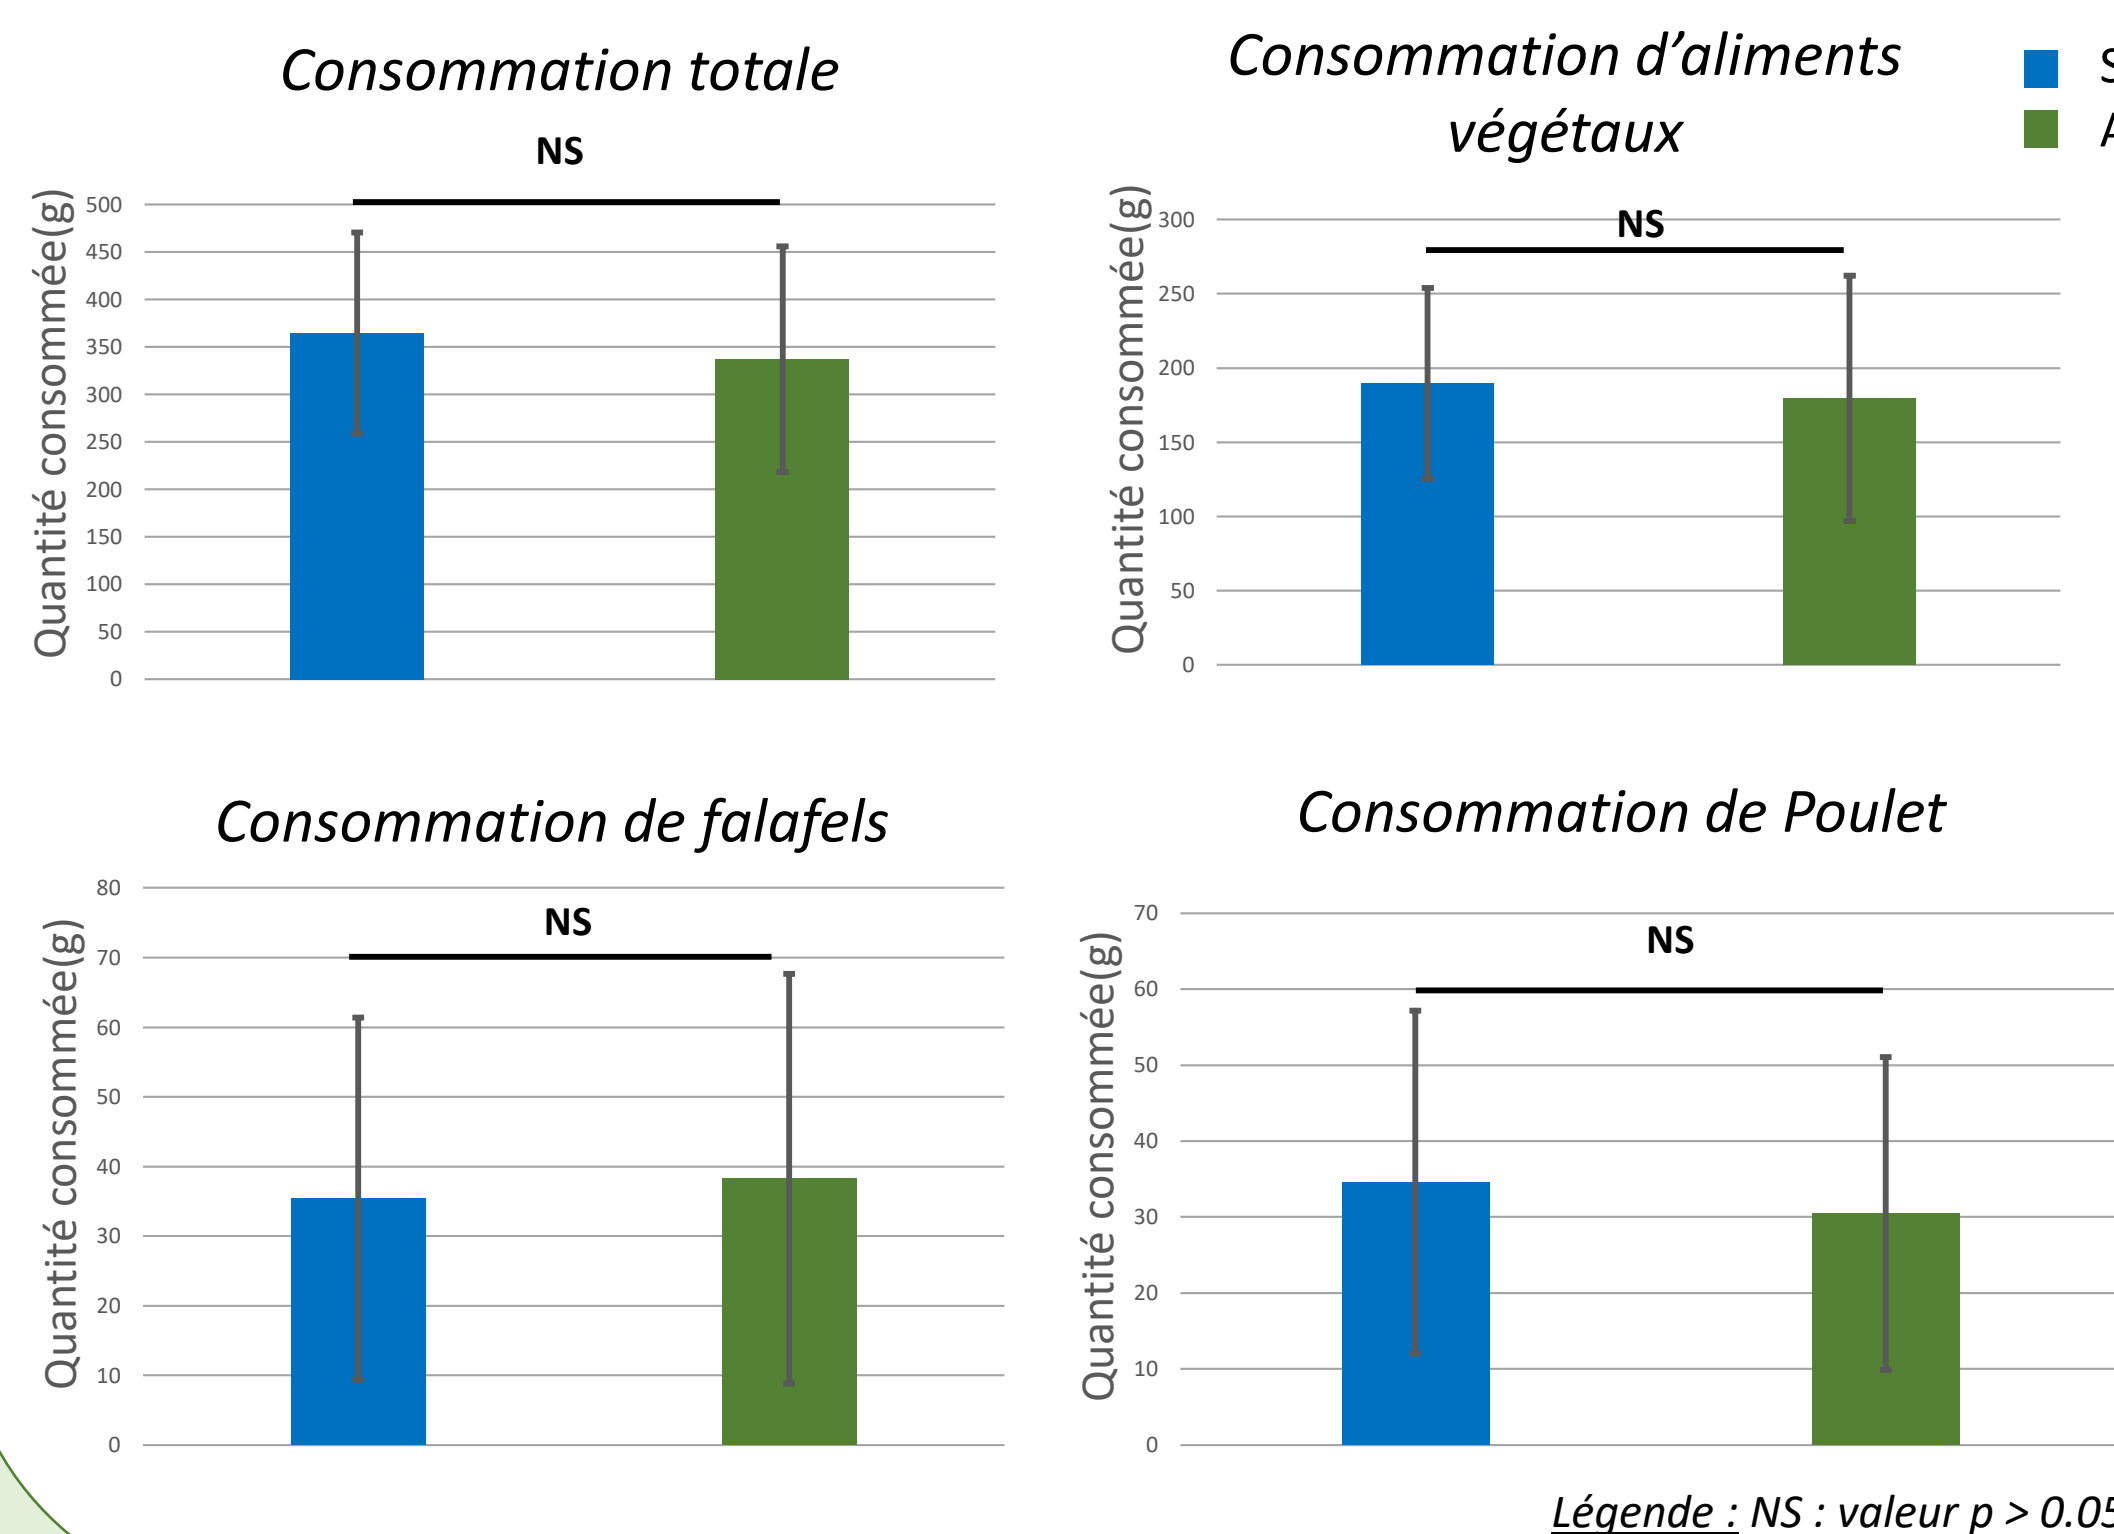 Consommation totale
NS
Quantité consommée(g)
500
450
400
350
300
250
200
150
100
50
0
Consommation d’aliments
végétaux
S
A
NS
Quantité consommée(g)
300
250
200
150
100
50
0
Consommation de falafels
NS
Quantité consommée(g)
80
70
60
50
40
30
20
10
0
Consommation de Poulet
NS
Quantité consommée(g)
70
60
50
40
30
20
10
0
Légende : NS : valeur p > 0.05